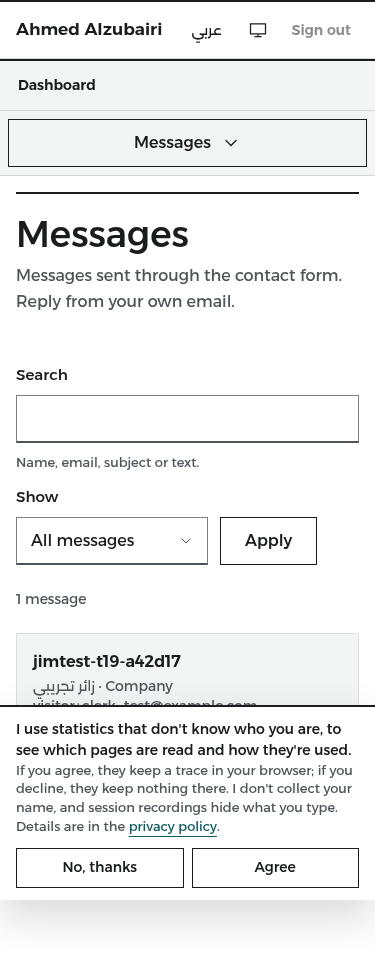 Ahmed Alzubairi عربي Sign out
Dashboard
Messages
Messages
Messages sent through the contact form.
Reply from your own email.
Search
Name, email, subject or text.
Show
All messages Apply
1 message
jimtest-t19-a42d17
زائر تجريبي · Company
I use statistics that don't know who you are, to
see which pages are read and how they're used.
If you agree, they keep a trace in your browser; if you
decline, they keep nothing there. I don't collect your
name, and session recordings hide what you type.
Details are in the privacy policy.
No, thanks Agree